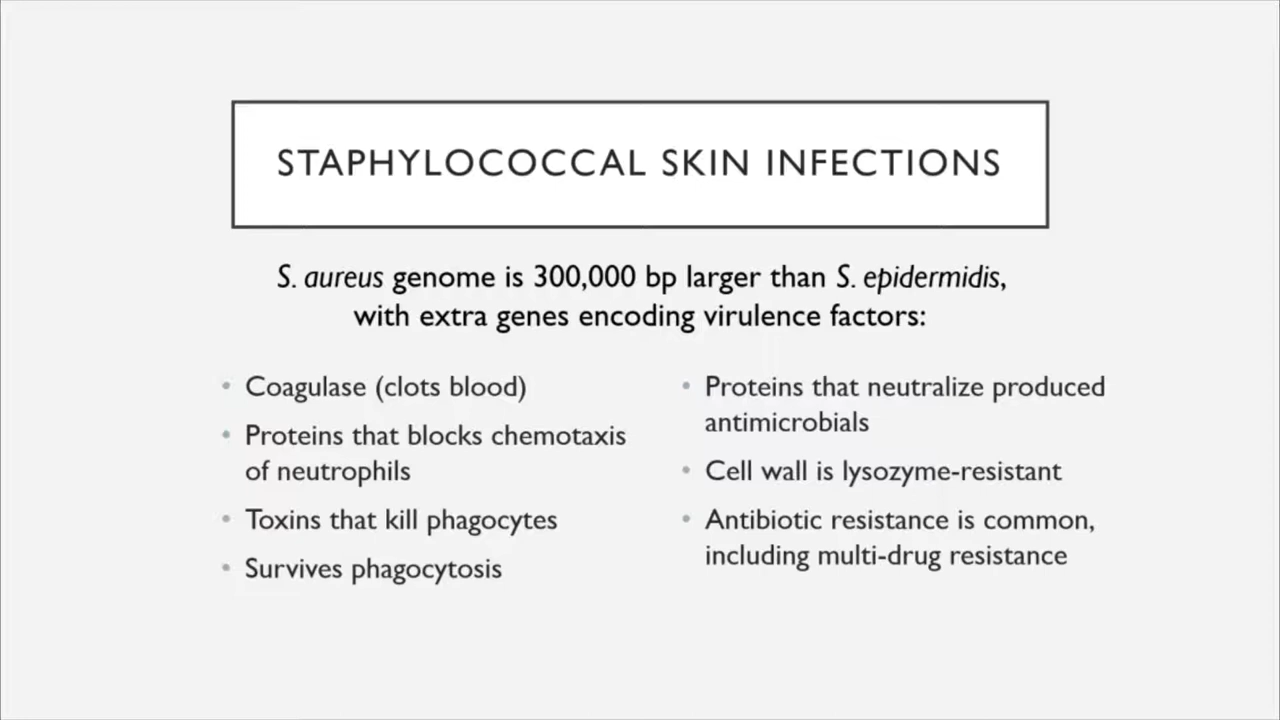 STAPHYLOCOCCAL SKIN INFECTIONS
S. aureus genome is 300,000 bp larger than S. epidermidis,
with extra genes encoding virulence factors:
• Coagulase (clots blood)
• Proteins that blocks chemotaxis
of neutrophils
• Toxins that kill phagocytes
• Survives phagocytosis
• Proteins that neutralize produced
antimicrobials
• Cell wall is lysozyme-resistant
• Antibiotic resistance is common,
including multi-drug resistance